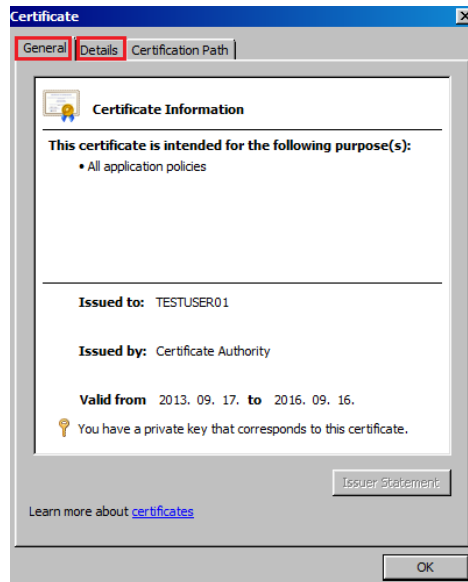 Certificate
General Details Certification Path
Certificate Information
This certificate is intended for the following purpose(s):
• All application policies
Issued to: TESTUSER01
Issued by: Certificate Authority
Valid from 2013. 09. 17. to 2016. 09. 16.
You have a private key that corresponds to this certificate.
Issuer Statement
Learn more about certificates
OK